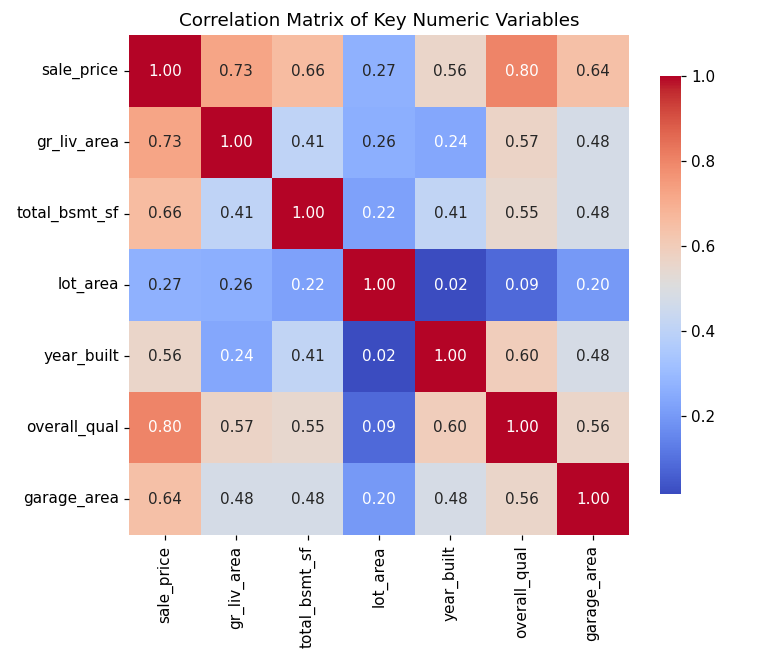 Correlation Matrix of Key Numeric Variables
sale_price 1.00 0.73 0.66 0.27 0.56 0.80 0.64
gr_liv_area 0.73 1.00 0.41 0.26 0.24 0.57 0.48
total_bsmt_sf 0.66 0.41 1.00 0.22 0.41 0.55 0.48
lot_area 0.27 0.26 0.22 1.00 0.02 0.09 0.20
year_built 0.56 0.24 0.41 0.02 1.00 0.60 0.48
overall_qual 0.80 0.57 0.55 0.09 0.60 1.00 0.56
garage_area 0.64 0.48 0.48 0.20 0.48 0.56 1.00
sale_price gr_liv_area total_bsmt_sf lot_area year_built overall_qual garage_area
1.0
0.8
0.6
0.4
0.2